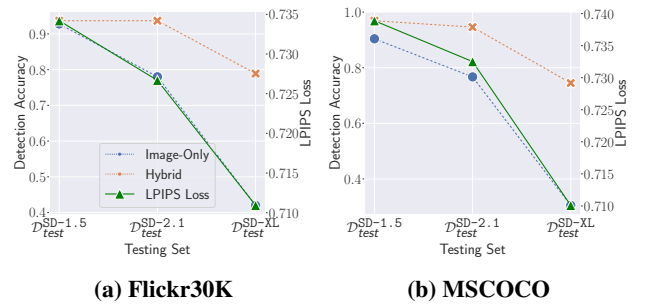 0.9
0.8
0.7
0.6
0.5
0.4
Detection Accuracy
0.735
0.730
0.725
0.720
0.715
0.710
LPIPS Loss
Image-Only
Hybrid
LPIPS Loss
𝒟^SD-1.5_test 𝒟^SD-2.1_test 𝒟^SD-XL_test
Testing Set
(a) Flickr30K
1.0
0.8
0.6
0.4
Detection Accuracy
0.740
0.735
0.730
0.725
0.720
0.715
0.710
LPIPS Loss
𝒟^SD-1.5_test 𝒟^SD-2.1_test 𝒟^SD-XL_test
Testing Set
(b) MSCOCO